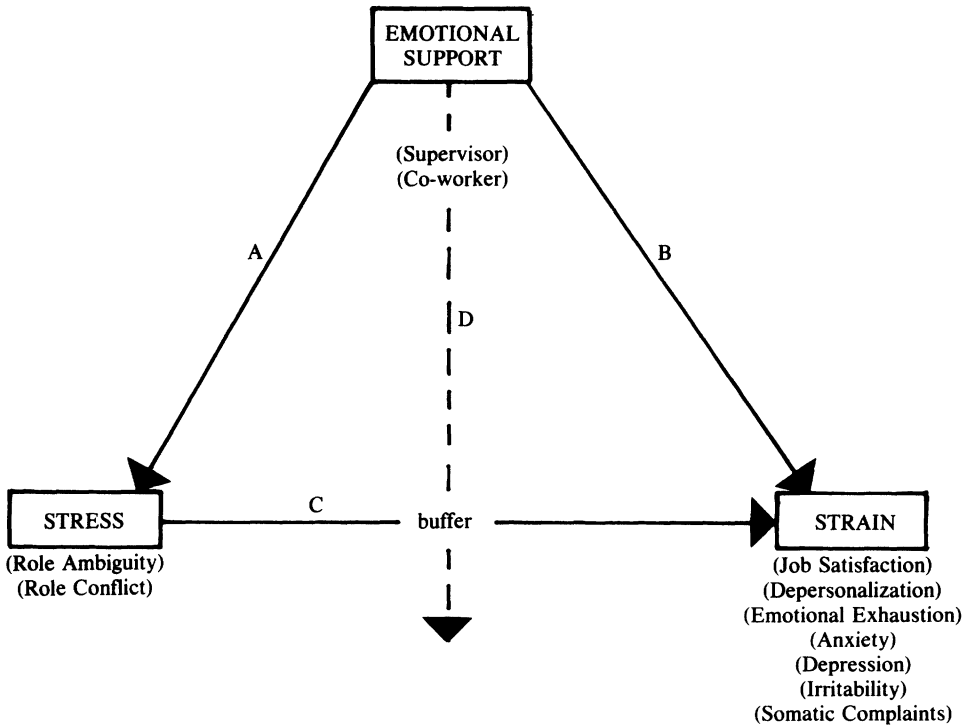 EMOTIONAL
SUPPORT
(Supervisor)
(Co-worker)
A
B
D
C
STRESS
buffer
STRAIN
(Role Ambiguity)
(Role Conflict)
(Job Satisfaction)
(Depersonalization)
(Emotional Exhaustion)
(Anxiety)
(Depression)
(Irritability)
(Somatic Complaints)